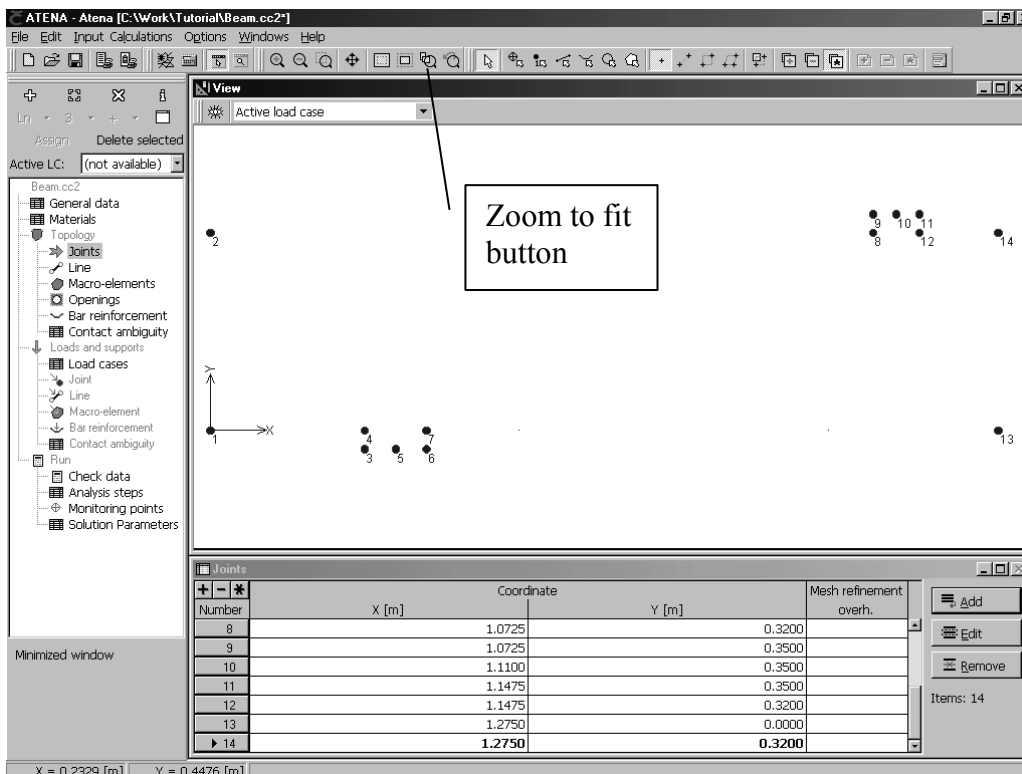 ATENA - Atena [C:\Work\Tutorial\Beam.cc2*]
File Edit Input Calculations Options Windows Help
Ln 3 +
Assign Delete selected
Active LC: (not available)
Beam.cc2
General data
Materials
Topology
Joints
Line
Macro-elements
Openings
Bar reinforcement
Contact ambiguity
Loads and supports
Load cases
Joint
Line
Macro-element
Bar reinforcement
Contact ambiguity
Run
Check data
Analysis steps
Monitoring points
Solution Parameters
Minimized window
View
Active load case
Zoom to fit
button
2
9 10 11
8 12 14
Y
1 X 4 7 13
3 5 6
Joints
Coordinate Mesh refinement
Number X [m] Y [m] overh.
8 1.0725 0.3200
9 1.0725 0.3500
10 1.1100 0.3500
11 1.1475 0.3500
12 1.1475 0.3200
13 1.2750 0.0000
14 1.2750 0.3200
Add
Edit
Remove
Items: 14
X = 0.2329 [m] Y = 0.4476 [m]